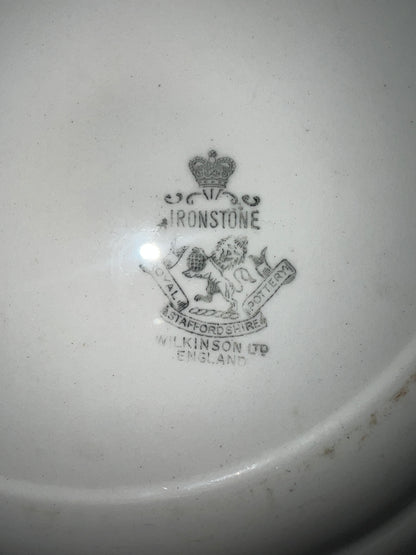 IRONSTONE
ROYAL STAFFORDSHIRE POTTERY
WILKINSON LTD
ENGLAND